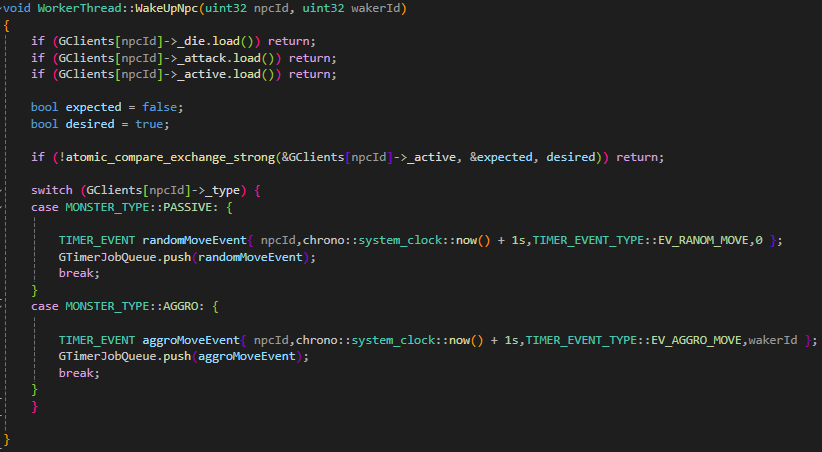 void WorkerThread::WakeUpNpc(uint32 npcId, uint32 wakerId)
{
if (GClients[npcId]->_die.load()) return;
if (GClients[npcId]->_attack.load()) return;
if (GClients[npcId]->_active.load()) return;
bool expected = false;
bool desired = true;
if (!atomic_compare_exchange_strong(&GClients[npcId]->_active, &expected, desired)) return;
switch (GClients[npcId]->_type) {
case MONSTER_TYPE::PASSIVE: {
TIMER_EVENT randomMoveEvent{ npcId,chrono::system_clock::now() + 1s,TIMER_EVENT_TYPE::EV_RANOM_MOVE,0 };
GTimerJobQueue.push(randomMoveEvent);
break;
}
case MONSTER_TYPE::AGGRO: {
TIMER_EVENT aggroMoveEvent{ npcId,chrono::system_clock::now() + 1s,TIMER_EVENT_TYPE::EV_AGGRO_MOVE,wakerId };
GTimerJobQueue.push(aggroMoveEvent);
break;
}
}
}